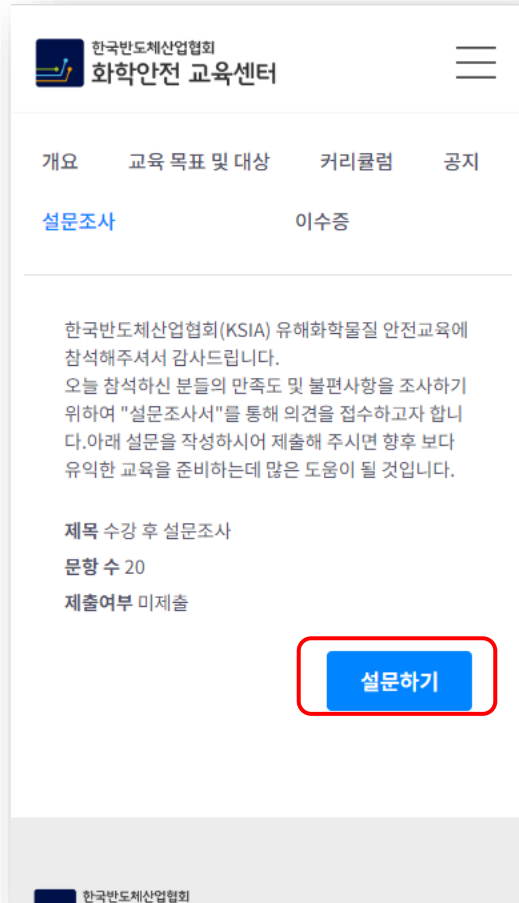 한국반도체산업협회
화학안전 교육센터
개요 교육 목표 및 대상 커리큘럼 공지
설문조사 이수증
한국반도체산업협회(KSIA) 유해화학물질 안전교육에
참석해주셔서 감사드립니다.
오늘 참석하신 분들의 만족도 및 불편사항을 조사하기
위하여 "설문조사서"를 통해 의견을 접수하고자 합니
다.아래 설문을 작성하시어 제출해 주시면 향후 보다
유익한 교육을 준비하는데 많은 도움이 될 것입니다.
제목 수강 후 설문조사
문항 수 20
제출여부 미제출
설문하기
한국반도체산업협회